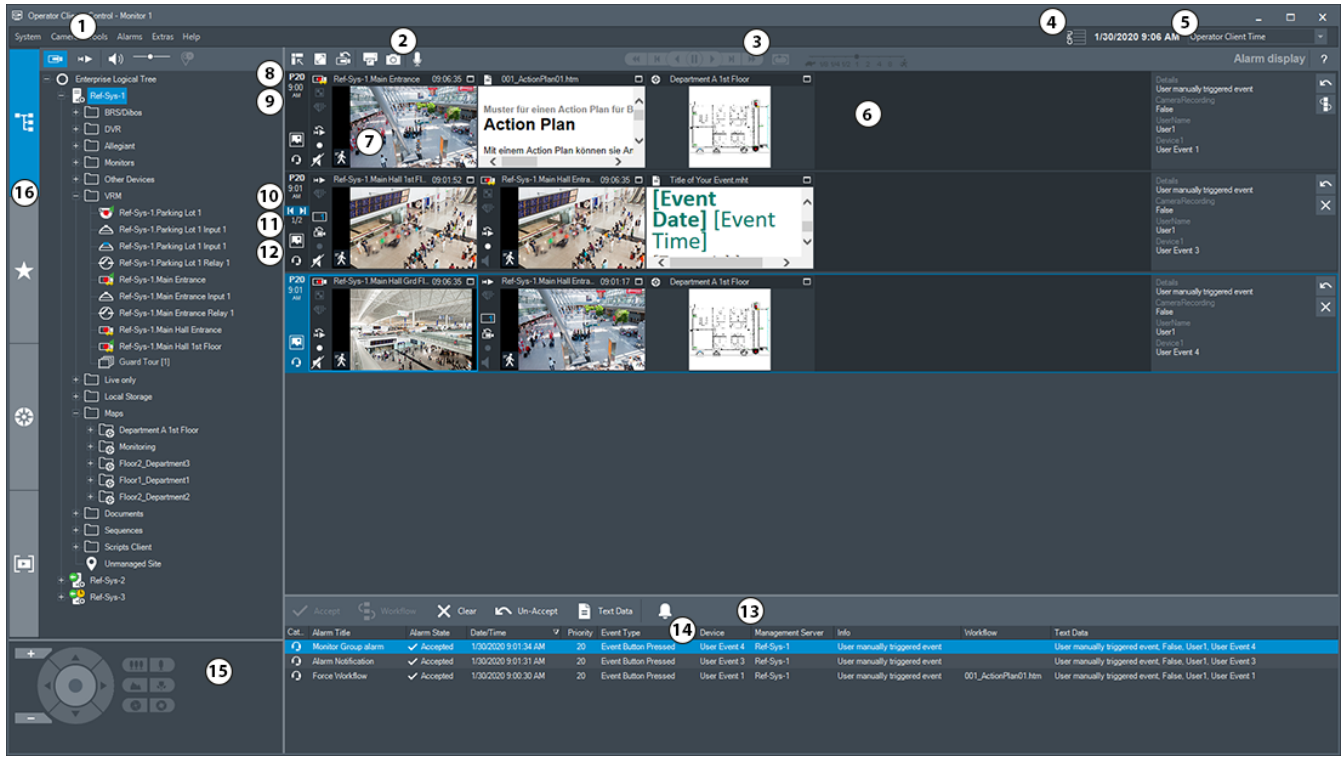 Operator Client Control - Monitor 1
1
System Camera Tools Alarms Extras Help
2
3
4
1/30/2020 9:06 AM
5
Operator Client Time
Alarm display ?
Enterprise Logical Tree
Ref-Sys-1
BRS/Dibos
DVR
Allegiant
Monitors
Other Devices
VRM
Ref-Sys-1.Parking Lot 1
Ref-Sys-1.Parking Lot 1 Input 1
Ref-Sys-1.Parking Lot 1 Input 1
Ref-Sys-1.Parking Lot 1 Relay 1
Ref-Sys-1.Main Entrance
Ref-Sys-1.Main Entrance Input 1
Ref-Sys-1.Main Entrance Relay 1
Ref-Sys-1.Main Hall Entrance
Ref-Sys-1.Main Hall 1st Floor
Guard Tour [1]
Live only
Local Storage
Maps
Department A 1st Floor
Monitoring
Floor2_Department3
Floor1_Department1
Floor2_Department2
Documents
Sequences
Scripts Client
Unmanaged Site
Ref-Sys-2
Ref-Sys-3
16
8
9
10
11
12
P20
9:00
AM
Ref-Sys-1.Main Entrance 09:06:35
001_ActionPlan01.htm
Department A 1st Floor
7
Muster für einen Action Plan für B
Action Plan
Mit einem Action Plan können sie Ar
6
Details
User manually triggered event
CameraRecording
False
UserName
User1
Device1
User Event 1
P20
9:01
AM
1/2
Ref-Sys-1.Main Hall 1st Fl.. 09:01:52
Ref-Sys-1.Main Hall Entra.. 09:06:35
Title of Your Event.mht
[Event
Date] [Event
Time]
Details
User manually triggered event
CameraRecording
False
UserName
User1
Device1
User Event 3
P20
9:01
AM
Ref-Sys-1.Main Hall Grd Fl.. 09:06:35
Ref-Sys-1.Main Hall Entra.. 09:01:17
Department A 1st Floor
Details
User manually triggered event
CameraRecording
False
UserName
User1
Device1
User Event 4
Accept Workflow Clear Un-Accept Text Data
13
14
Cat.. Alarm Title Alarm State Date/Time Priority Event Type Device Management Server Info Workflow Text Data
Monitor Group alarm Accepted 1/30/2020 9:01:34 AM 20 Event Button Pressed User Event 4 Ref-Sys-1 User manually triggered event User manually triggered event, False, User1, User Event 4
Alarm Notification Accepted 1/30/2020 9:01:31 AM 20 Event Button Pressed User Event 3 Ref-Sys-1 User manually triggered event User manually triggered event, False, User1, User Event 3
Force Workflow Accepted 1/30/2020 9:00:30 AM 20 Event Button Pressed User Event 1 Ref-Sys-1 User manually triggered event 001_ActionPlan01.htm User manually triggered event, False, User1, User Event 1
15